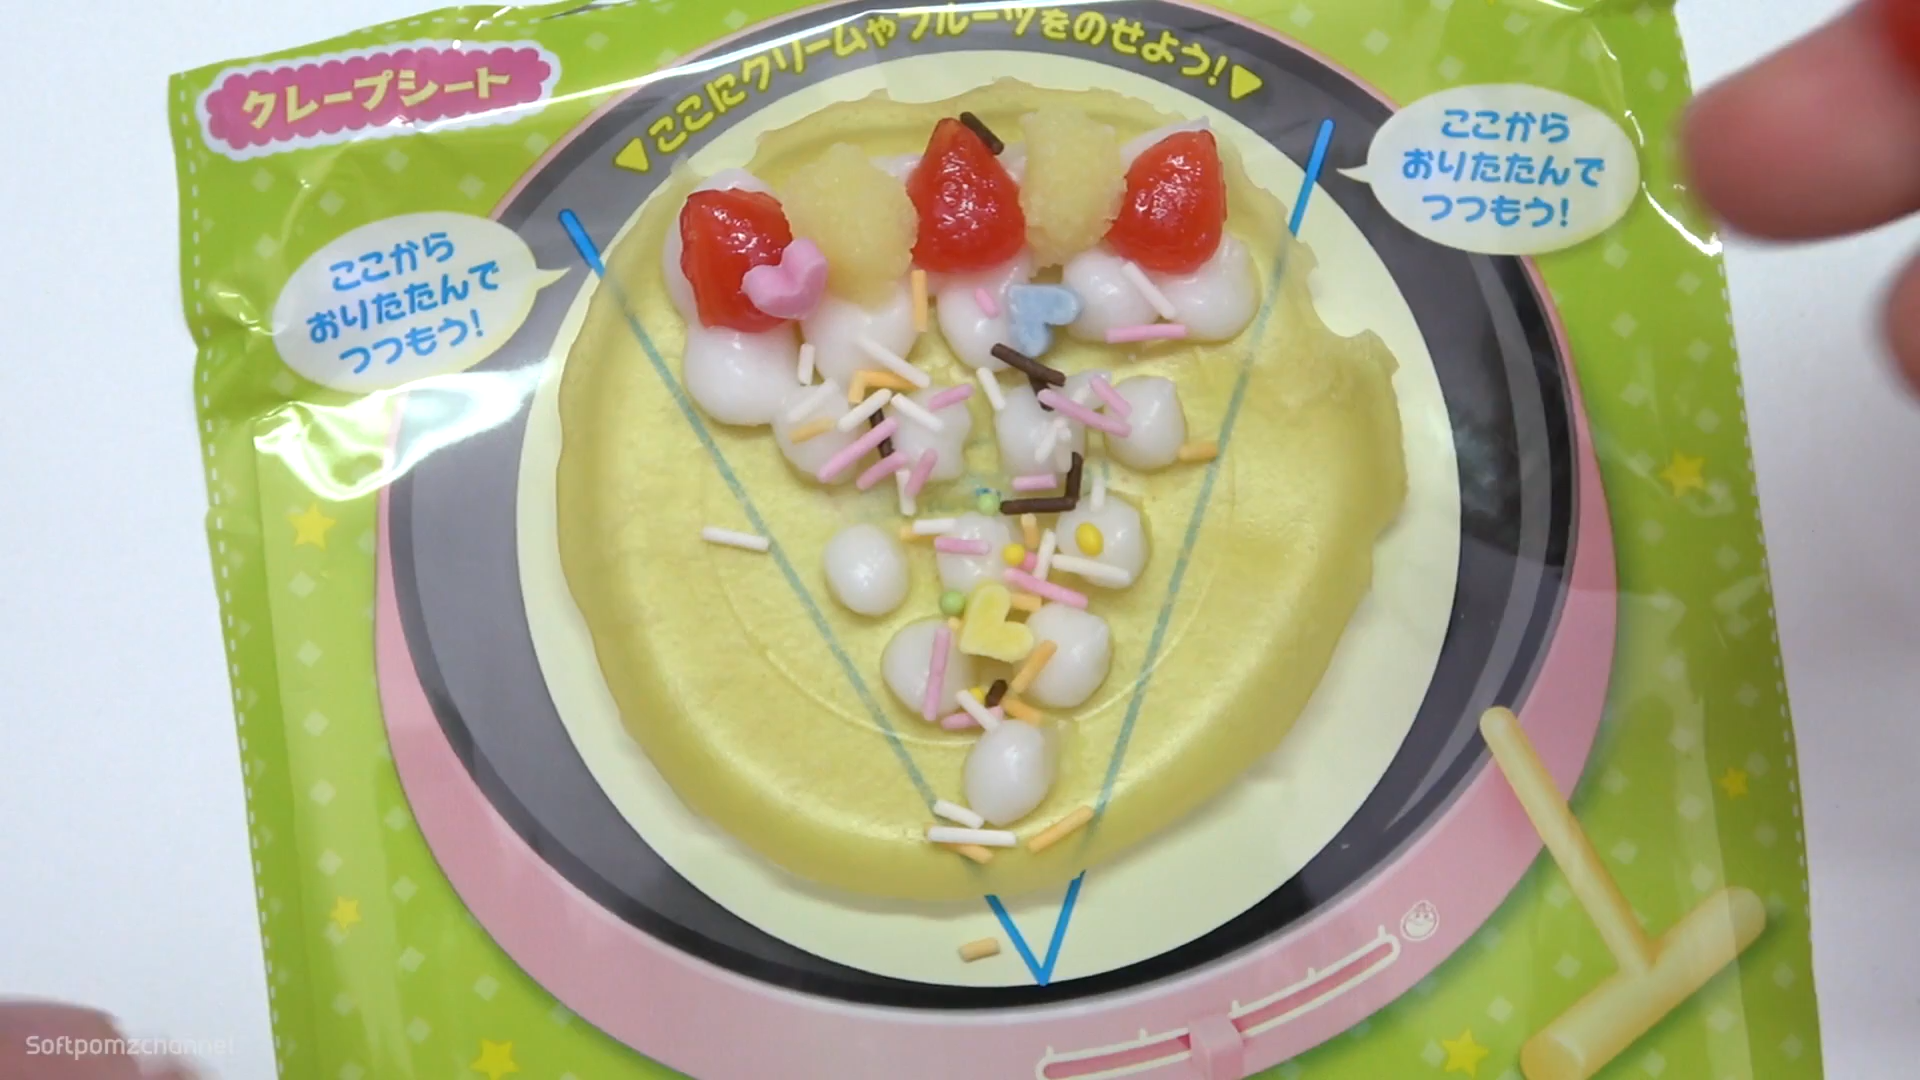 ▼ここにクリームやフルーツをのせよう!▼
クレープシート
ここから
おりたたんで
つつもう!
ここから
おりたたんで
つつもう!
Softpomzchannel